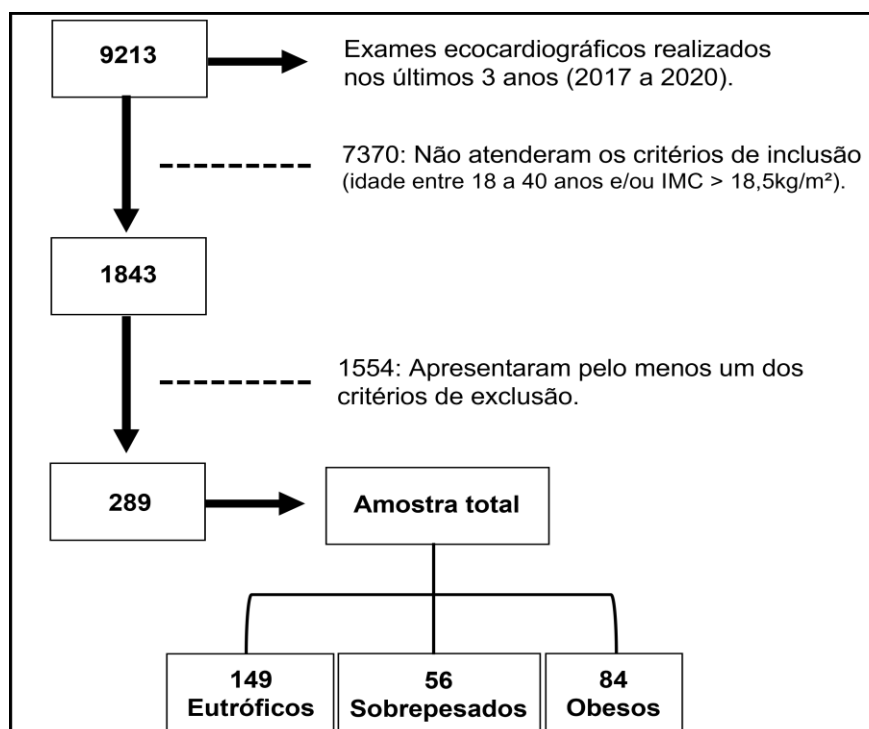 9213
Exames ecocardiográficos realizados
nos últimos 3 anos (2017 a 2020).
7370: Não atenderam os critérios de inclusão
(idade entre 18 a 40 anos e/ou IMC > 18,5kg/m²).
1843
1554: Apresentaram pelo menos um dos
critérios de exclusão.
289
Amostra total
149
Eutróficos
56
Sobrepesados
84
Obesos